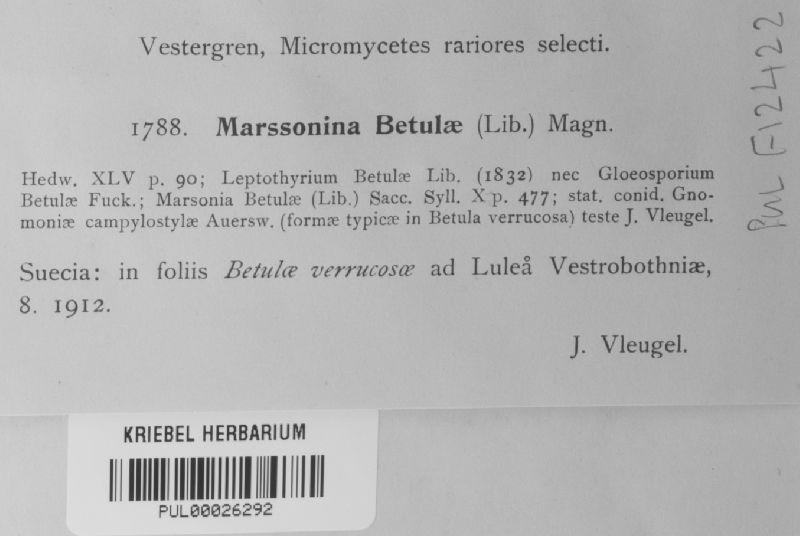 Vestergren, Micromycetes rariores selecti.
1788. Marssonina Betulæ (Lib.) Magn.
Hedw. XLV p. 90; Leptothyrium Betulæ Lib. (1832) nec Gloeosporium
Betulæ Fuck.; Marsonia Betulæ (Lib.) Sacc. Syll. X p. 477; stat. conid. Gno-
moniæ campylostylæ Auersw. (formæ typicæ in Betula verrucosa) teste J. Vleugel.
Suecia: in foliis Betulæ verrucosæ ad Luleå Vestrobothniæ,
8. 1912.
J. Vleugel.
PUL F12422
KRIEBEL HERBARIUM
PUL00026292